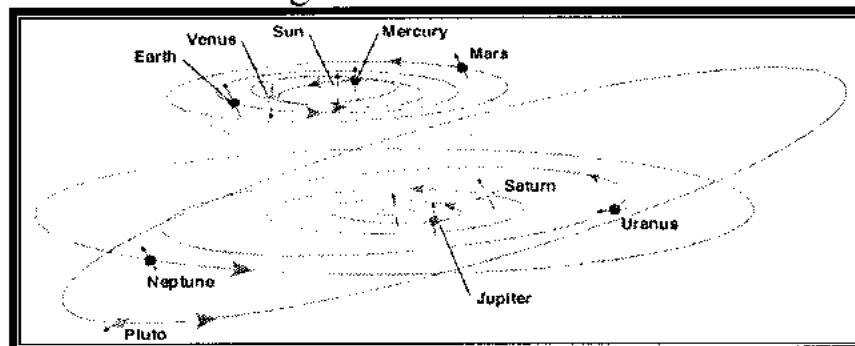 Sun
Mercury
Venus
Earth
Mars
Saturn
Uranus
Neptune
Jupiter
Pluto